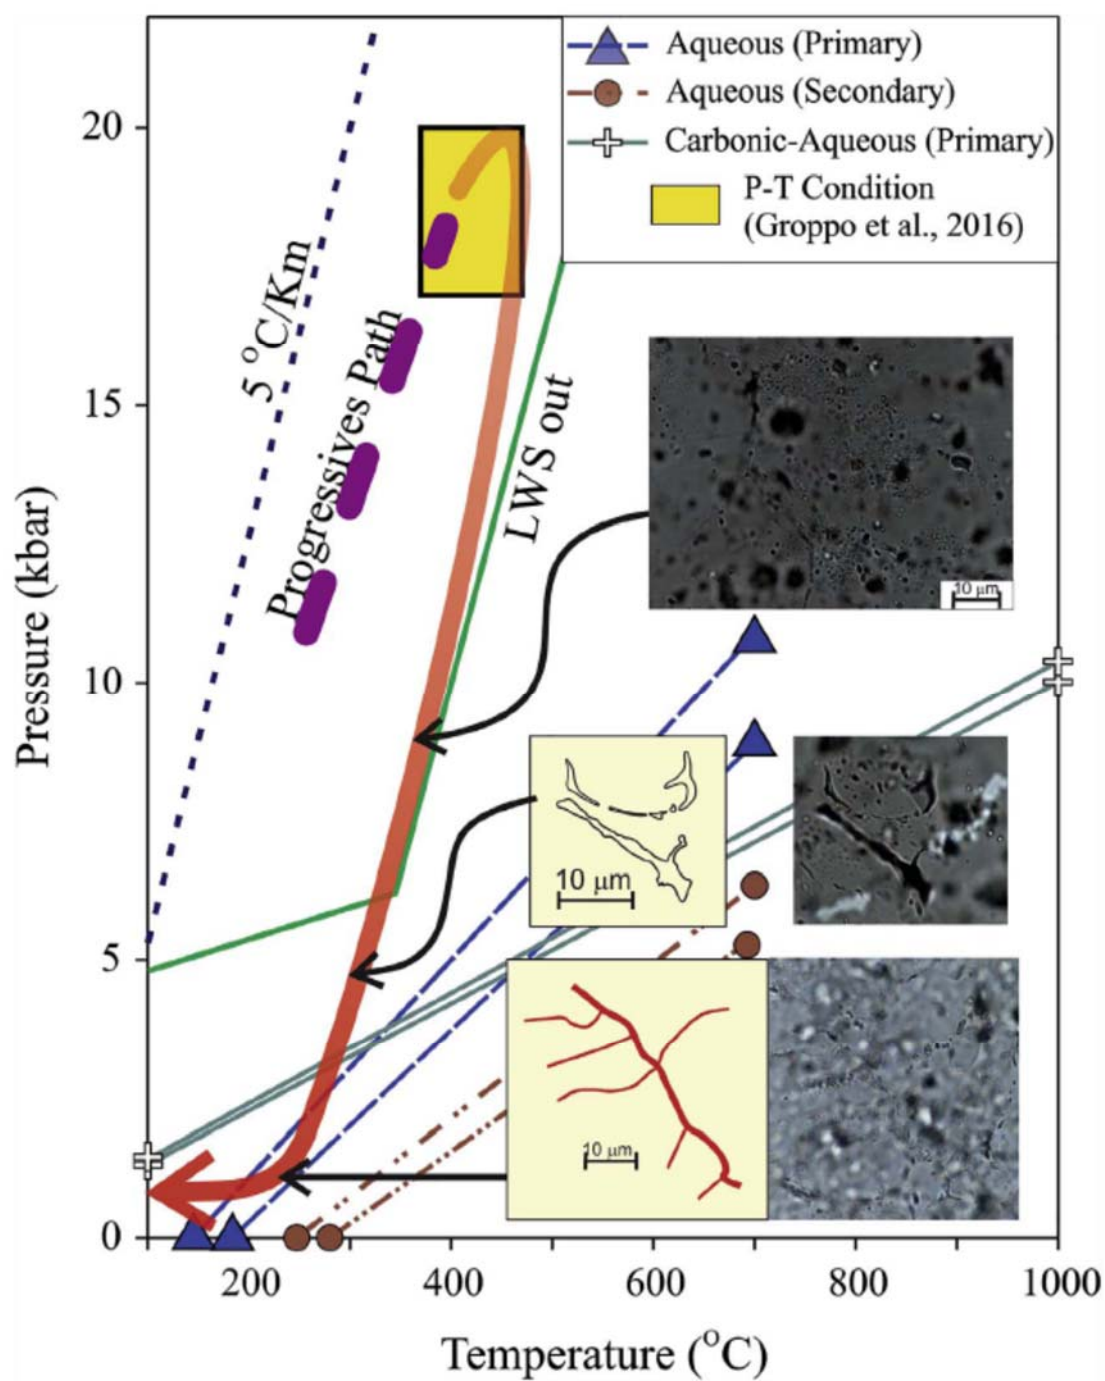 Aqueous (Primary)
Aqueous (Secondary)
Carbonic-Aqueous (Primary)
P-T Condition
(Groppo et al., 2016)
20
15
10
5
0
Pressure (kbar)
5 °C/Km
Progressives Path
LWS out
10 μm
10 μm
10 μm
200
400
600
800
1000
Temperature (°C)